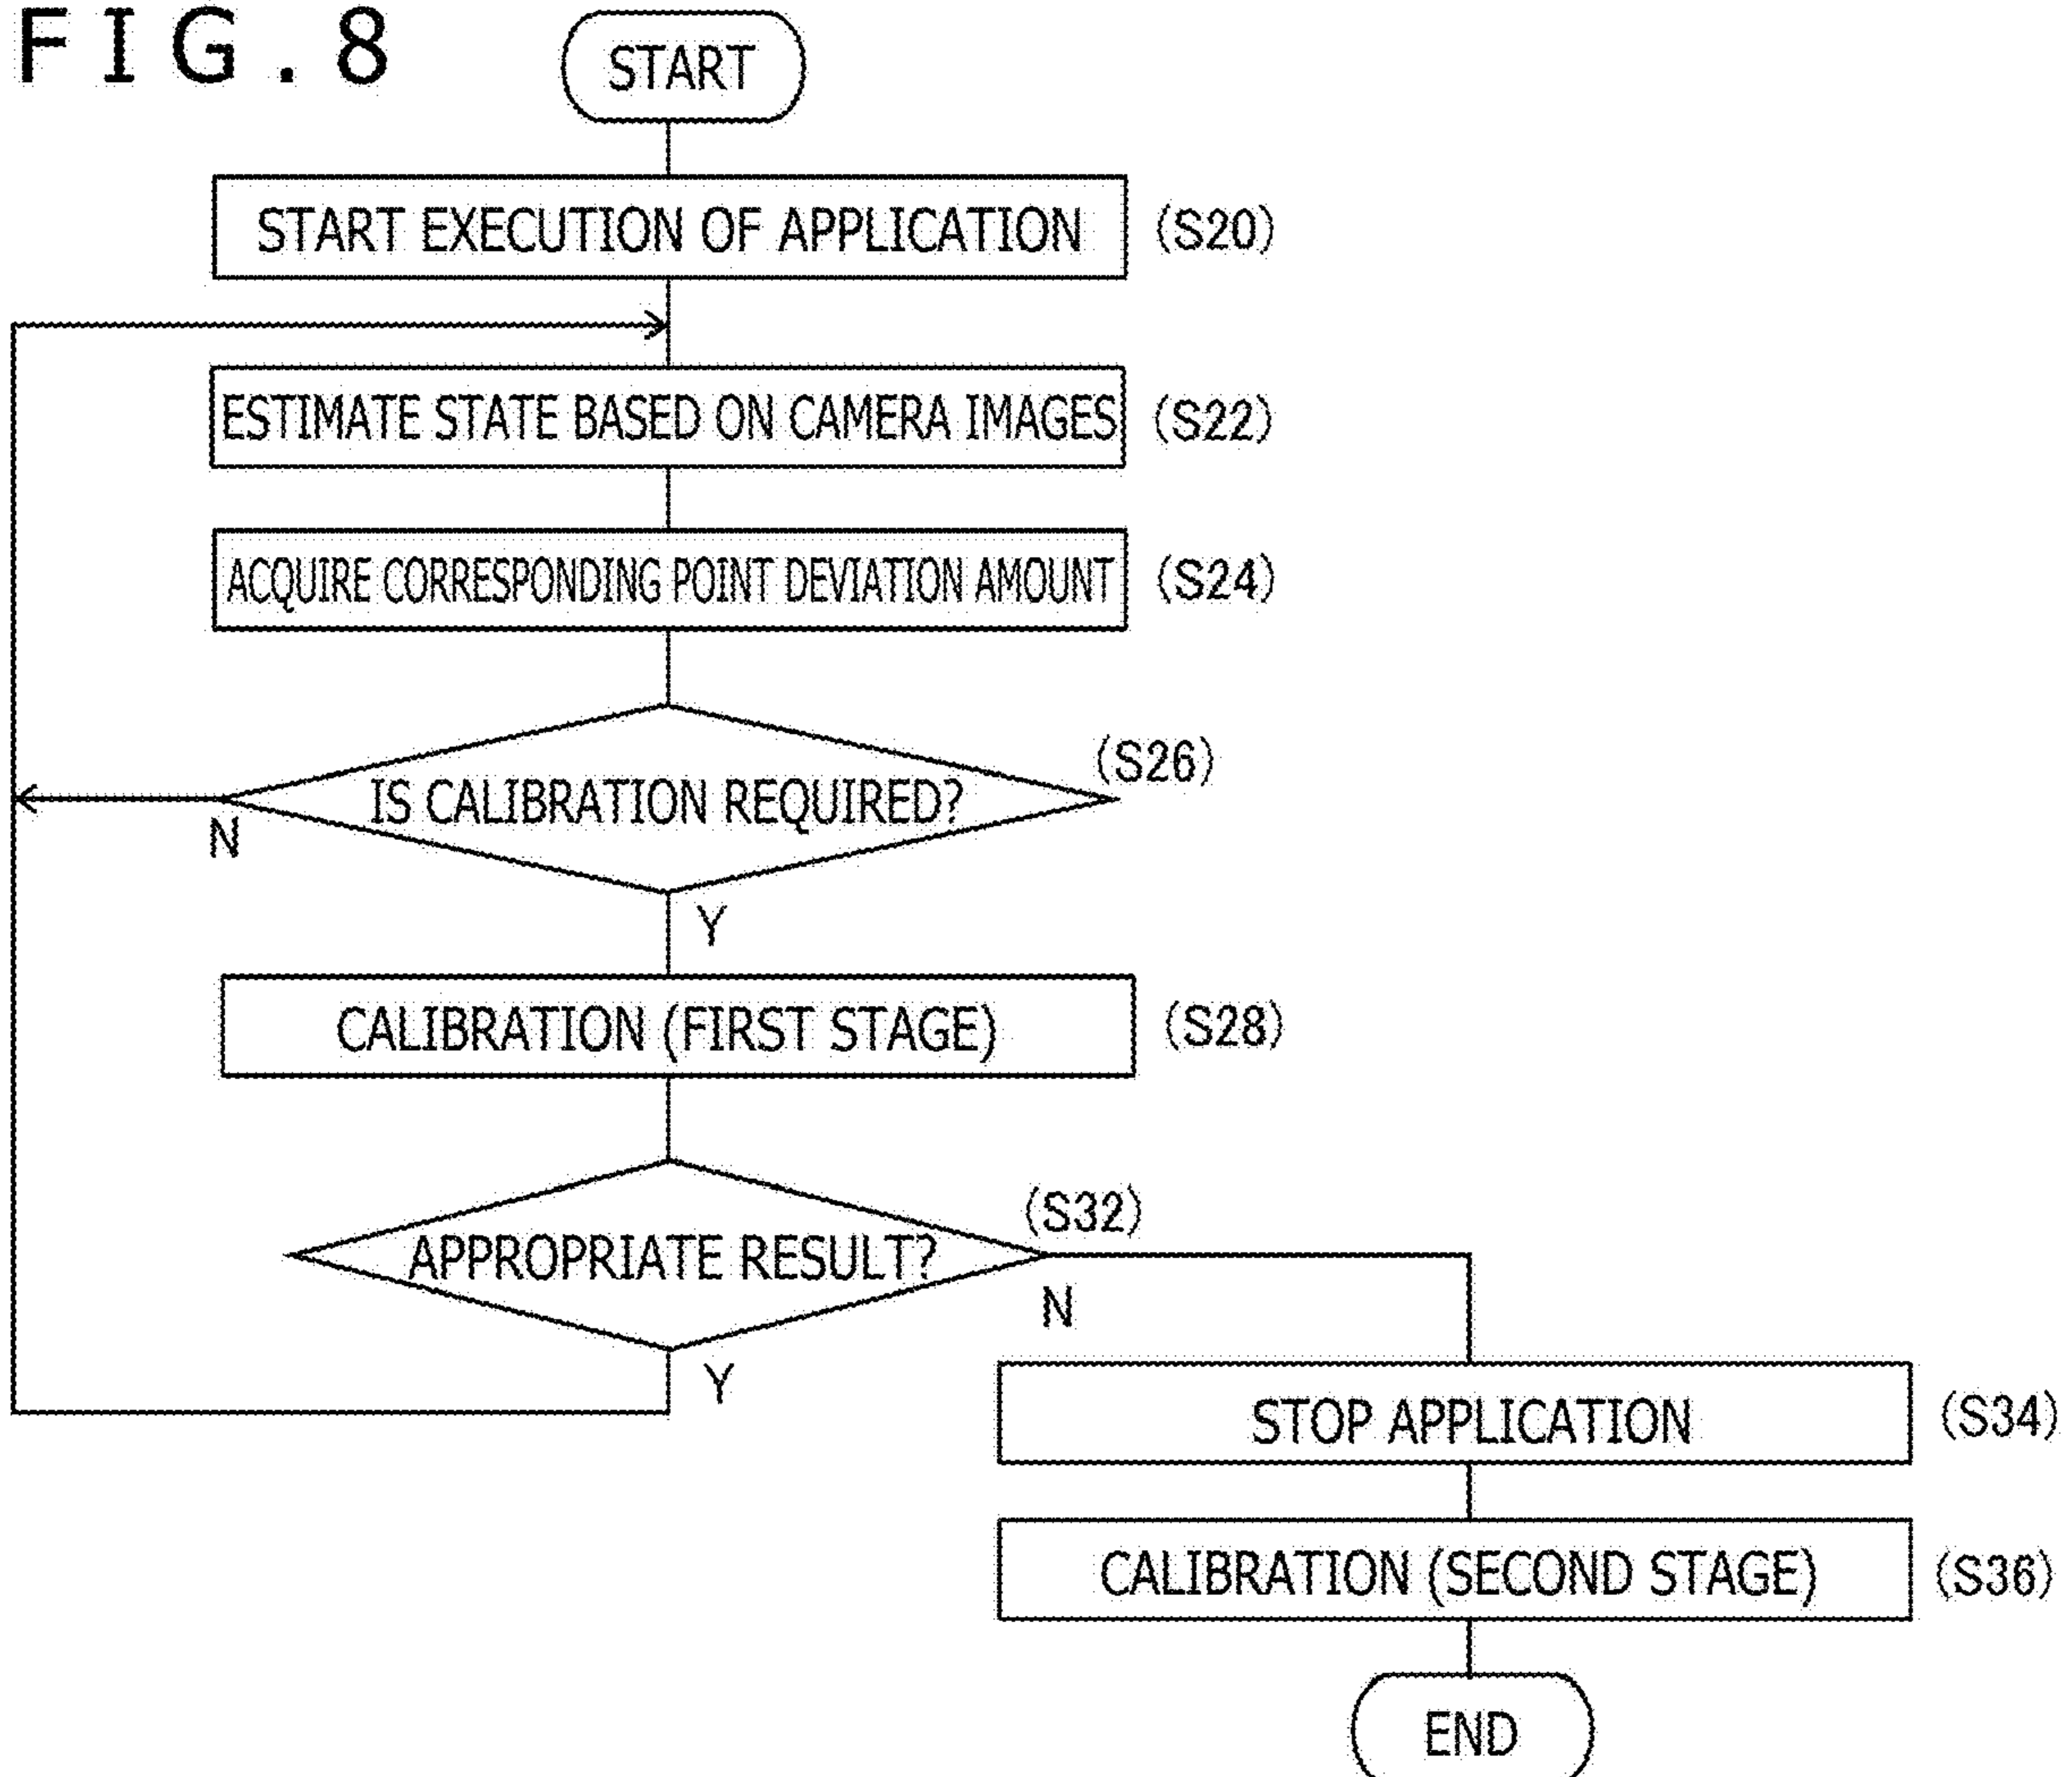 FIG.8
START
START EXECUTION OF APPLICATION (S20)
ESTIMATE STATE BASED ON CAMERA IMAGES (S22)
ACQUIRE CORRESPONDING POINT DEVIATION AMOUNT (S24)
IS CALIBRATION REQUIRED? (S26)
N
Y
CALIBRATION (FIRST STAGE) (S28)
APPROPRIATE RESULT? (S32)
N
Y
STOP APPLICATION (S34)
CALIBRATION (SECOND STAGE) (S36)
END